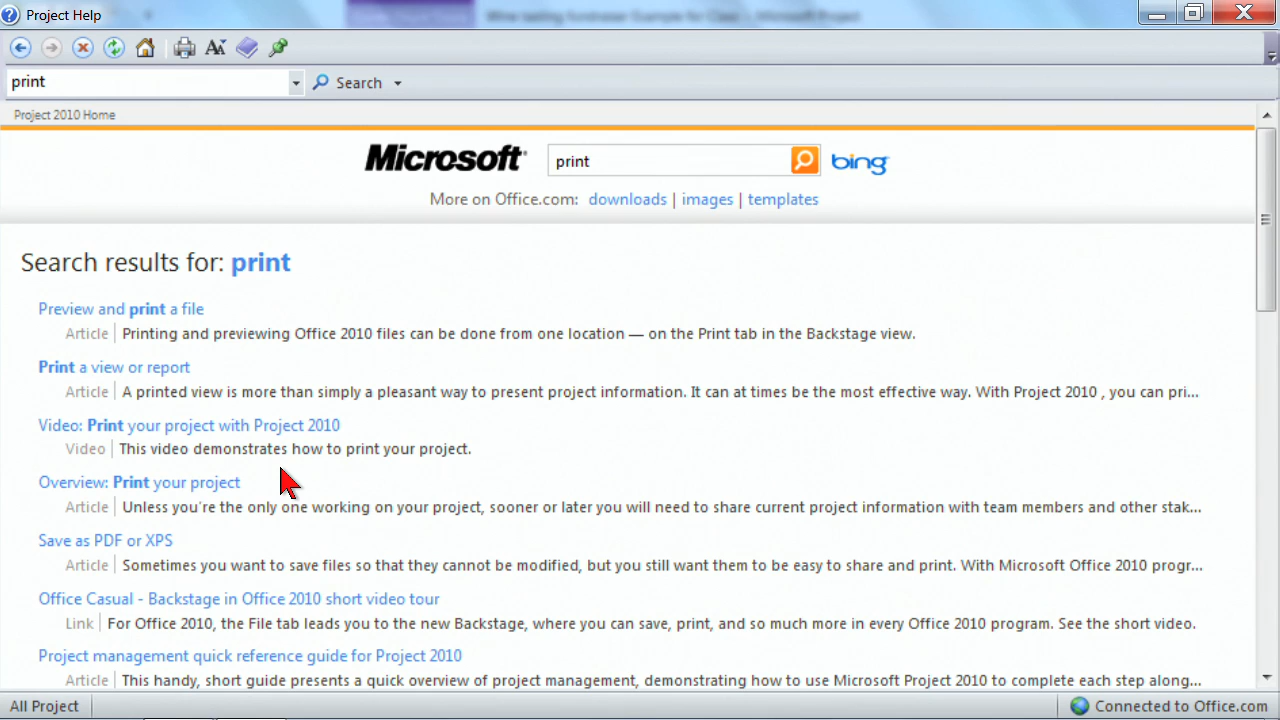 Project Help
Wine tasting fundraiser Example for Class - Microsoft Project
print
Search
Project 2010 Home
Microsoft
print
bing
More on Office.com: downloads | images | templates
Search results for: print
Preview and print a file
Article | Printing and previewing Office 2010 files can be done from one location — on the Print tab in the Backstage view.
Print a view or report
Article | A printed view is more than simply a pleasant way to present project information. It can at times be the most effective way. With Project 2010 , you can pri...
Video: Print your project with Project 2010
Video | This video demonstrates how to print your project.
Overview: Print your project
Article | Unless you're the only one working on your project, sooner or later you will need to share current project information with team members and other stak...
Save as PDF or XPS
Article | Sometimes you want to save files so that they cannot be modified, but you still want them to be easy to share and print. With Microsoft Office 2010 progr...
Office Casual - Backstage in Office 2010 short video tour
Link | For Office 2010, the File tab leads you to the new Backstage, where you can save, print, and so much more in every Office 2010 program. See the short video.
Project management quick reference guide for Project 2010
Article | This handy, short guide presents a quick overview of project management, demonstrating how to use Microsoft Project 2010 to complete each step along...
All Project
Connected to Office.com